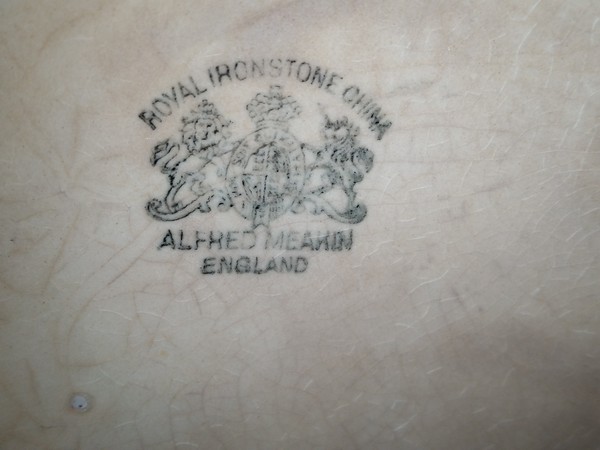 ROYAL IRONSTONE CHINA
ALFRED MEAKIN
ENGLAND